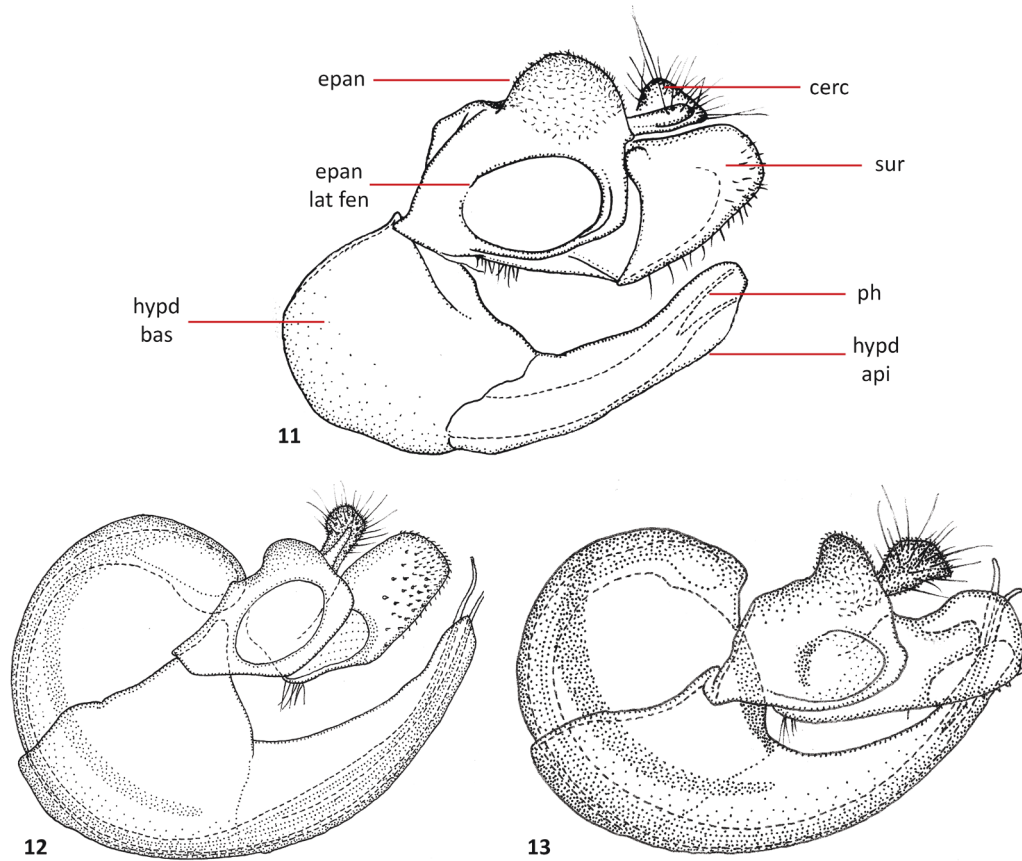 epan
cerc
epan
lat fen
sur
hypd
bas
ph
hypd
api
11
12
13